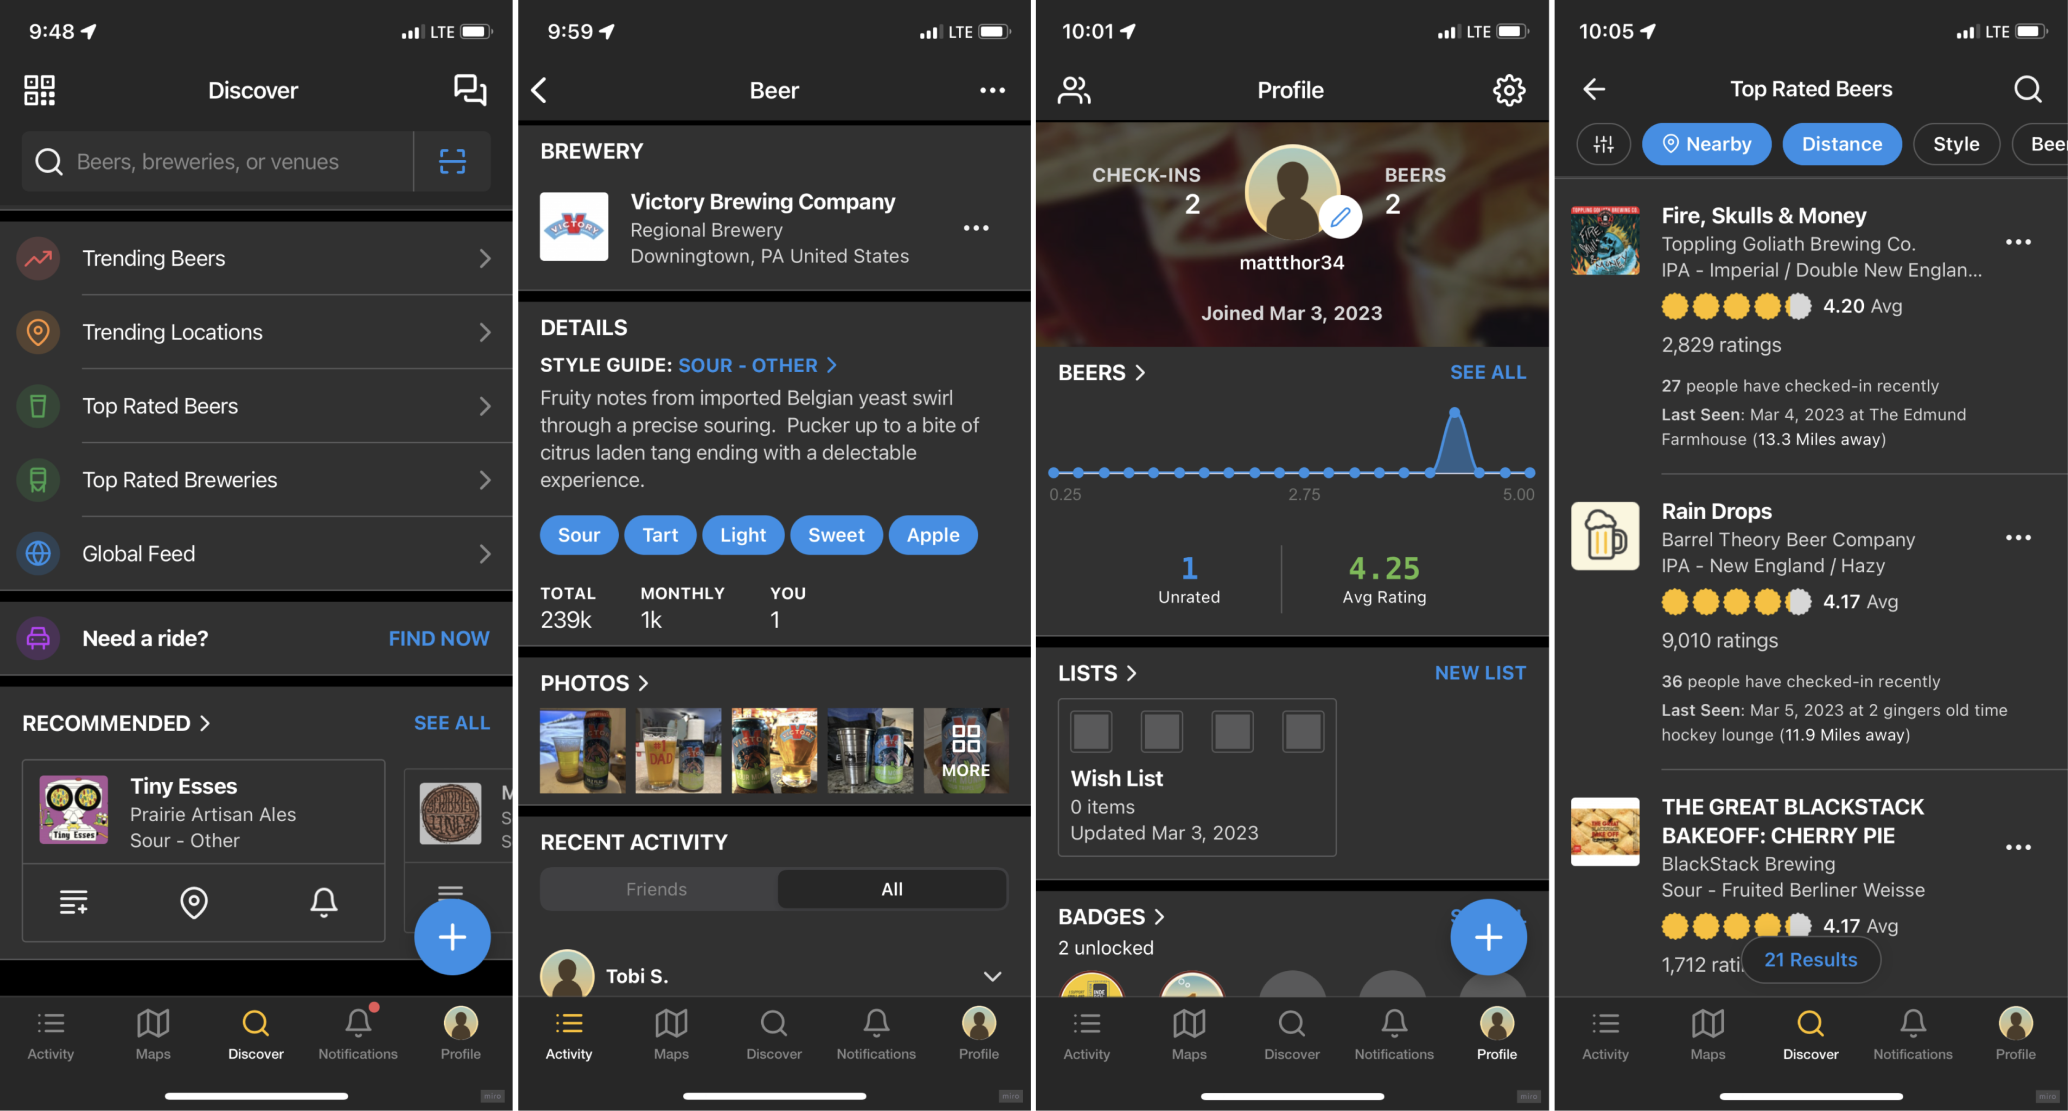 9:48
LTE
Discover
Beers, breweries, or venues
Trending Beers
Trending Locations
Top Rated Beers
Top Rated Breweries
Global Feed
Need a ride?
FIND NOW
RECOMMENDED
SEE ALL
Tiny Esses
Prairie Artisan Ales
Sour - Other
Tiny Esses
M
S
S
Activity
Maps
Discover
Notifications
Profile
miro
9:59
LTE
Beer
BREWERY
VICTORY
Victory Brewing Company
Regional Brewery
Downingtown, PA United States
DETAILS
STYLE GUIDE: SOUR - OTHER
Fruity notes from imported Belgian yeast swirl
through a precise souring. Pucker up to a bite of
citrus laden tang ending with a delectable
experience.
Sour
Tart
Light
Sweet
Apple
TOTAL
MONTHLY
YOU
239k
1k
1
PHOTOS
DAD
MORE
RECENT ACTIVITY
Friends
All
Tobi S.
Activity
Maps
Discover
Notifications
Profile
miro
10:01
LTE
Profile
CHECK-INS
2
BEERS
2
mattthor34
Joined Mar 3, 2023
BEERS
SEE ALL
0.25
2.75
5.00
1
Unrated
4.25
Avg Rating
LISTS
NEW LIST
Wish List
0 items
Updated Mar 3, 2023
BADGES
2 unlocked
Activity
Maps
Discover
Notifications
Profile
miro
10:05
LTE
Top Rated Beers
Nearby
Distance
Style
Beer
Fire, Skulls & Money
Toppling Goliath Brewing Co.
IPA - Imperial / Double New Englan...
4.20 Avg
2,829 ratings
27 people have checked-in recently
Last Seen: Mar 4, 2023 at The Edmund
Farmhouse (13.3 Miles away)
Rain Drops
Barrel Theory Beer Company
IPA - New England / Hazy
4.17 Avg
9,010 ratings
36 people have checked-in recently
Last Seen: Mar 5, 2023 at 2 gingers old time
hockey lounge (11.9 Miles away)
THE GREAT BLACKSTACK
BAKEOFF: CHERRY PIE
BlackStack Brewing
Sour - Fruited Berliner Weisse
4.17 Avg
1,712 rati
21 Results
Activity
Maps
Discover
Notifications
Profile
miro